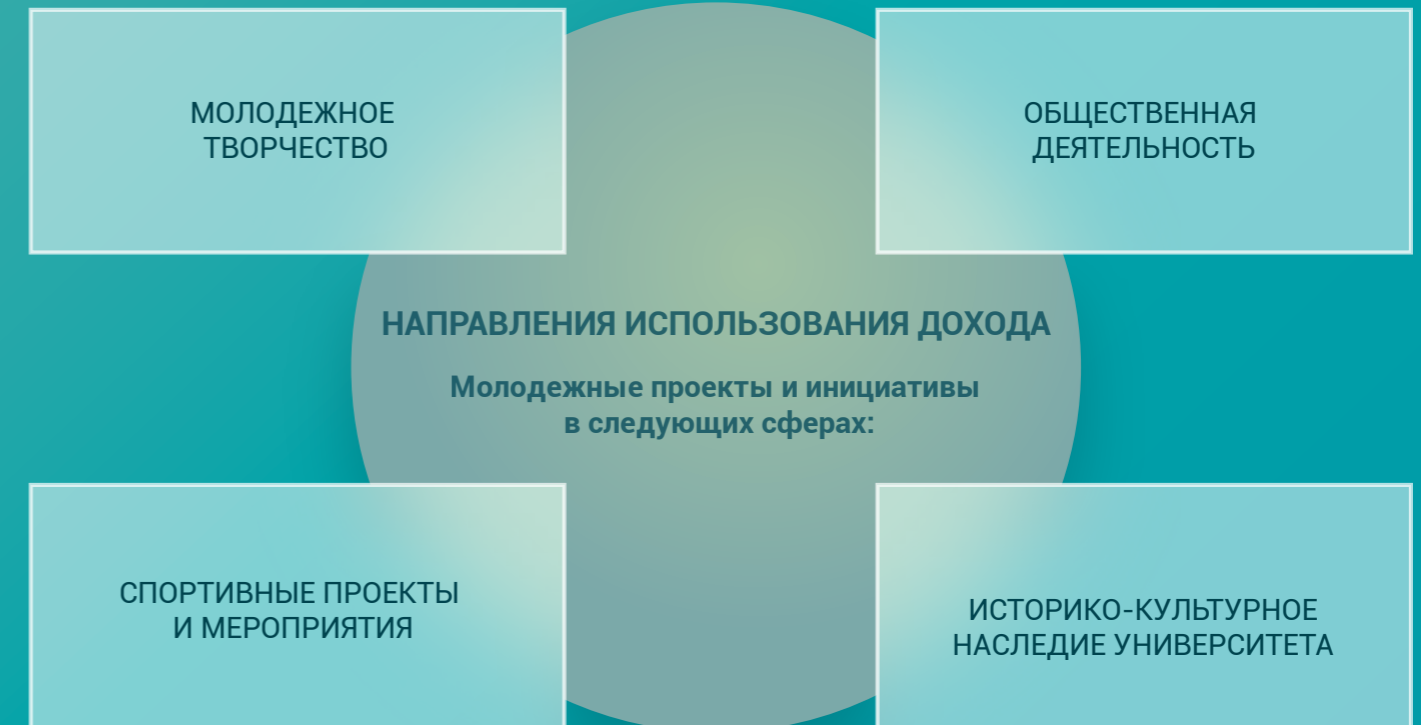 МОЛОДЕЖНОЕ
ТВОРЧЕСТВО
ОБЩЕСТВЕННАЯ
ДЕЯТЕЛЬНОСТЬ
НАПРАВЛЕНИЯ ИСПОЛЬЗОВАНИЯ ДОХОДА
Молодежные проекты и инициативы
в следующих сферах:
СПОРТИВНЫЕ ПРОЕКТЫ
И МЕРОПРИЯТИЯ
ИСТОРИКО-КУЛЬТУРНОЕ
НАСЛЕДИЕ УНИВЕРСИТЕТА